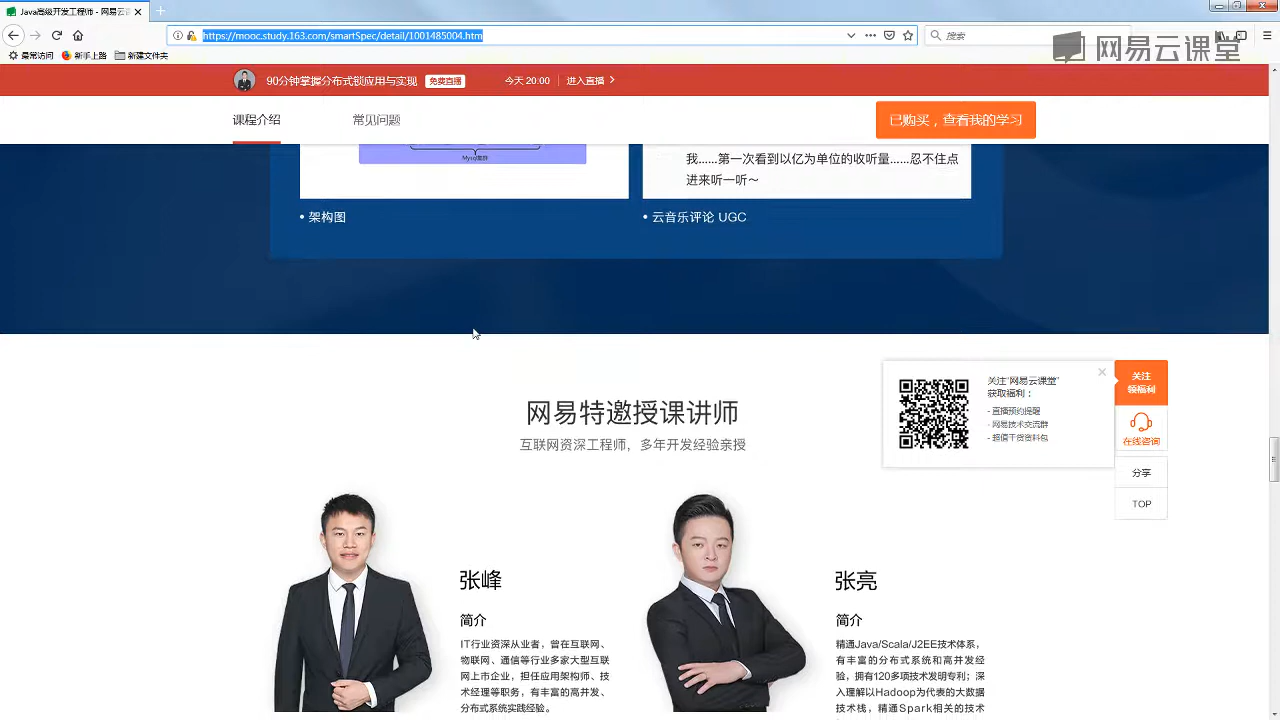 Java高级开发工程师 - 网易云
https://mooc.study.163.com/smartSpec/detail/1001485004.htm
搜索
网易云课堂
最常访问 新手上路 新建文件夹
90分钟掌握分布式锁应用与实现 免费直播 今天 20:00 进入直播
课程介绍 常见问题 已购买，查看我的学习
Mysql集群
我......第一次看到以亿为单位的收听量......忍不住点
进来听一听～
• 架构图 • 云音乐评论 UGC
网易特邀授课讲师
互联网资深工程师，多年开发经验亲授
关注"网易云课堂"
获取福利：
- 直播预约提醒
- 网易技术交流群
- 超值干货资料包
关注
领福利
在线咨询
分享
TOP
张峰
简介
IT行业资深从业者，曾在互联网、
物联网、通信等行业多家大型互联
网上市企业，担任应用架构师、技
术经理等职务，有丰富的高并发、
分布式系统实践经验。
张亮
简介
精通Java/Scala/J2EE技术体系，
有丰富的分布式系统和高并发经
验，拥有120多项技术发明专利；深
入理解以Hadoop为代表的大数据
技术栈，精通Spark相关的技术